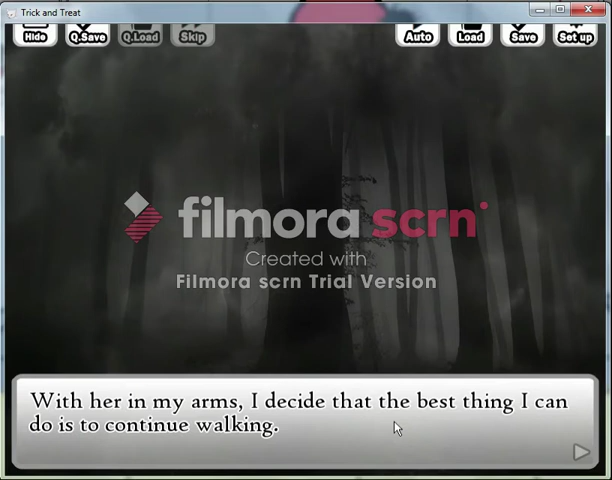 Trick and Treat
Hide Q.Save Q.Load Skip Auto Load Save Set up
filmora scrn
Created with
Filmora scrn Trial Version
With her in my arms, I decide that the best thing I can
do is to continue walking.